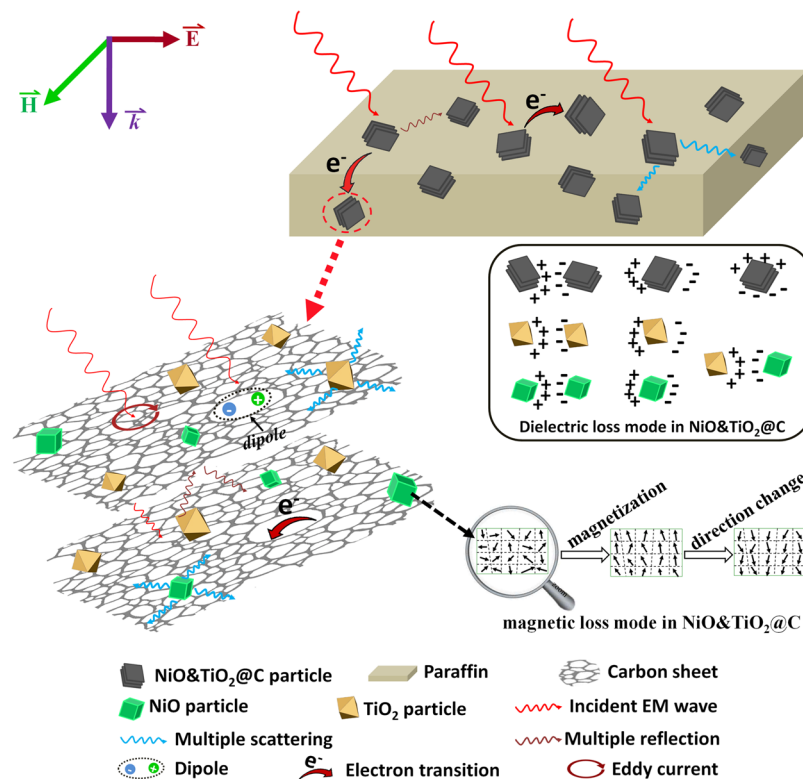 E
H
k
e-
e-
+ + + + - - - -
+ + + + - - - -
+ + + + - - - -
dipole
- +
e-
Dielectric loss mode in NiO&TiO₂@C
magnetization
direction change
zoom
magnetic loss mode in NiO&TiO₂@C
NiO&TiO₂@C particle
Paraffin
Carbon sheet
NiO particle
TiO₂ particle
Incident EM wave
Multiple scattering
Multiple reflection
- +
Dipole
e-
Electron transition
Eddy current